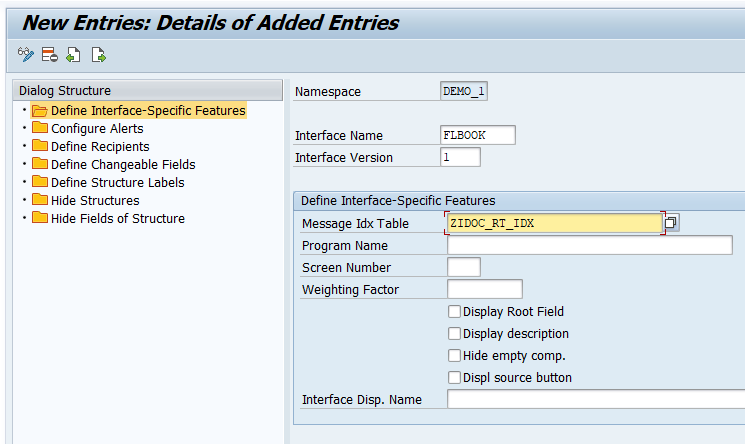 New Entries: Details of Added Entries
Dialog Structure
Define Interface-Specific Features
Configure Alerts
Define Recipients
Define Changeable Fields
Define Structure Labels
Hide Structures
Hide Fields of Structure
Namespace DEMO_1
Interface Name FLBOOK
Interface Version 1
Define Interface-Specific Features
Message Idx Table ZIDOC_RT_IDX
Program Name
Screen Number
Weighting Factor
Display Root Field
Display description
Hide empty comp.
Displ source button
Interface Disp. Name